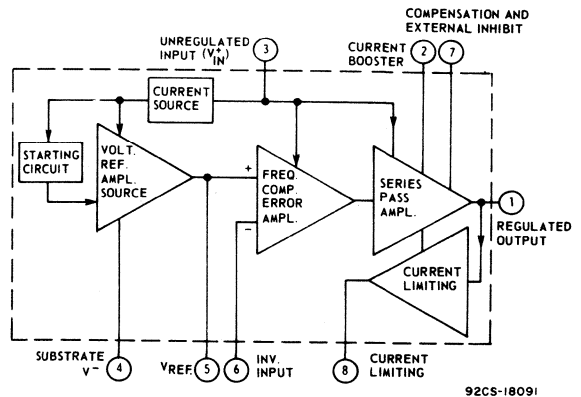 COMPENSATION AND
EXTERNAL INHIBIT
UNREGULATED
INPUT (V+IN)
3
CURRENT
BOOSTER
2
7
CURRENT
SOURCE
STARTING
CIRCUIT
VOLT.
REF.
AMPL.
SOURCE
+
FREQ.
COMP.
ERROR
AMPL.
−
SERIES
PASS
AMPL.
1
REGULATED
OUTPUT
CURRENT
LIMITING
SUBSTRATE
V−
4
VREF.
5
6
INV.
INPUT
8
CURRENT
LIMITING
92CS-18091